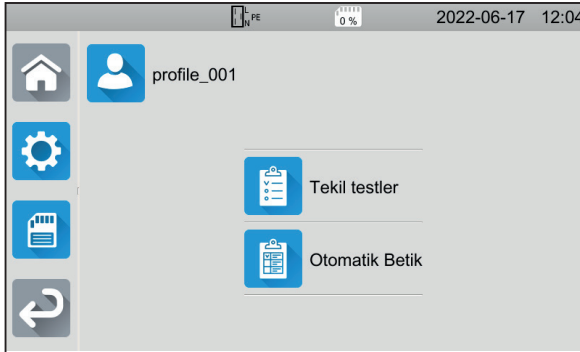 L
N PE
0 %
2022-06-17 12:04
profile_001
Tekil testler
Otomatik Betik